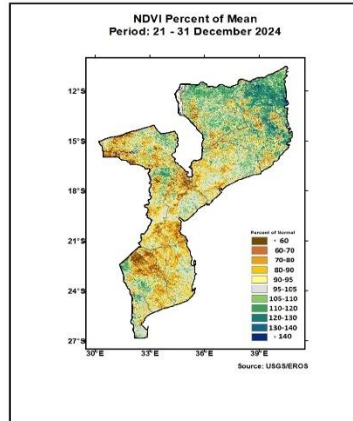 NDVI Percent of Mean
Period: 21 - 31 December 2024
12°S
15°S
18°S
21°S
24°S
27°S
30°E 33°E 36°E 39°E
Percent of Normal
< 60
60-70
70-80
80-90
90-95
95-105
105-110
110-120
120-130
130-140
> 140
Source: USGS/EROS